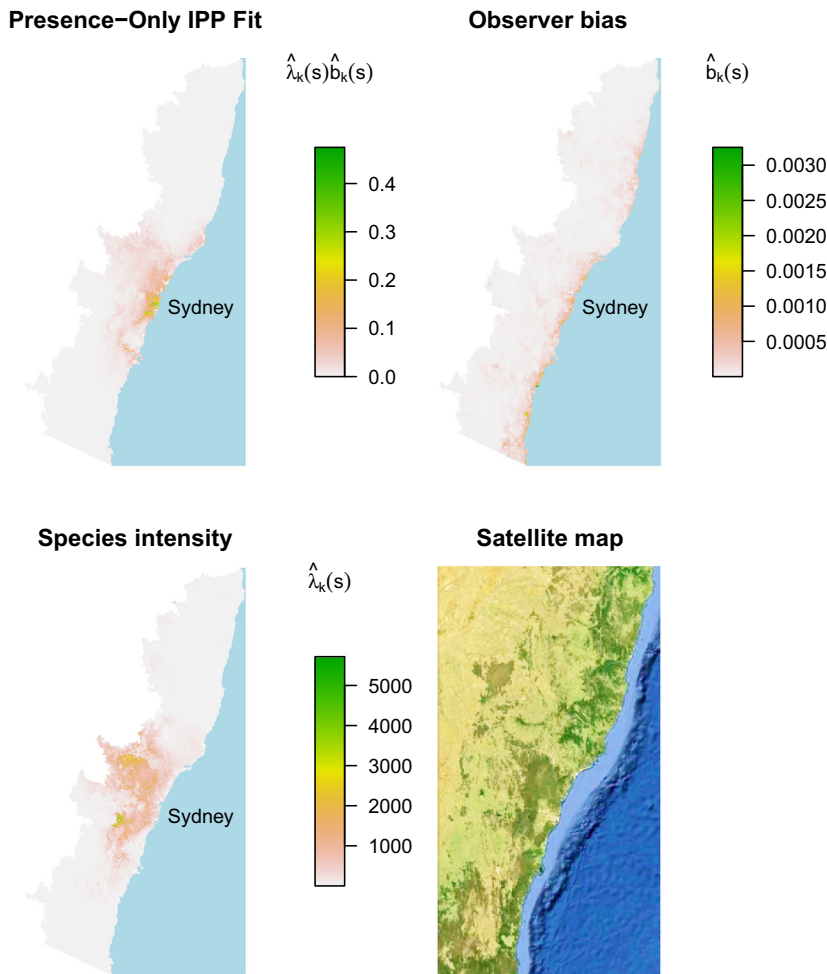 Presence−Only IPP Fit
λ̂ₖ(s)b̂ₖ(s)
0.4
0.3
0.2
0.1
0.0
Sydney
Observer bias
b̂ₖ(s)
0.0030
0.0025
0.0020
0.0015
0.0010
0.0005
Sydney
Species intensity
λ̂ₖ(s)
5000
4000
3000
2000
1000
Sydney
Satellite map